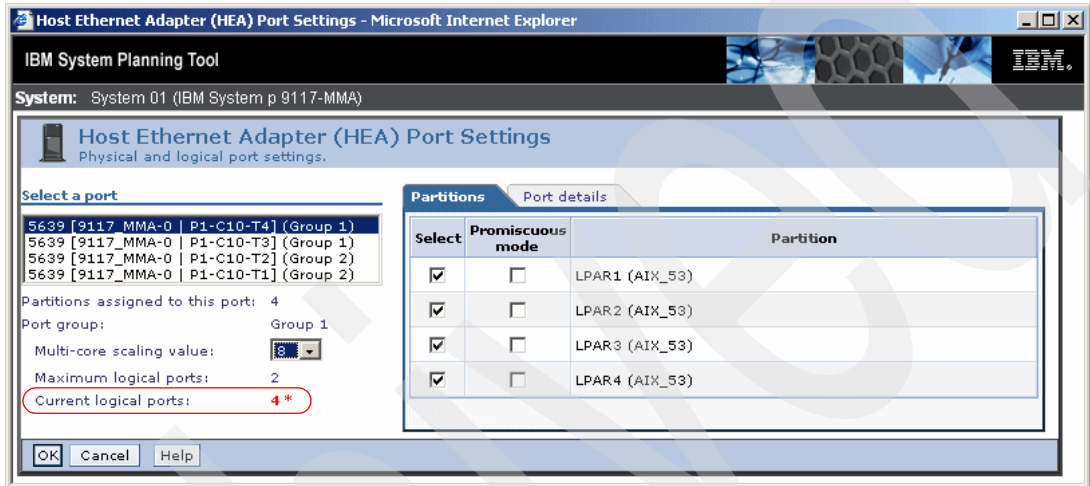 Host Ethernet Adapter (HEA) Port Settings - Microsoft Internet Explorer
IBM System Planning Tool
IBM.
System: System 01 (IBM System p 9117-MMA)
Host Ethernet Adapter (HEA) Port Settings
Physical and logical port settings.
Select a port
5639 [9117_MMA-0 | P1-C10-T4] (Group 1)
5639 [9117_MMA-0 | P1-C10-T3] (Group 1)
5639 [9117_MMA-0 | P1-C10-T2] (Group 2)
5639 [9117_MMA-0 | P1-C10-T1] (Group 2)
Partitions assigned to this port: 4
Port group: Group 1
Multi-core scaling value: 8
Maximum logical ports: 2
Current logical ports: 4 *
Partitions Port details
Select Promiscuous mode Partition
LPAR1 (AIX_53)
LPAR2 (AIX_53)
LPAR3 (AIX_53)
LPAR4 (AIX_53)
OK Cancel Help